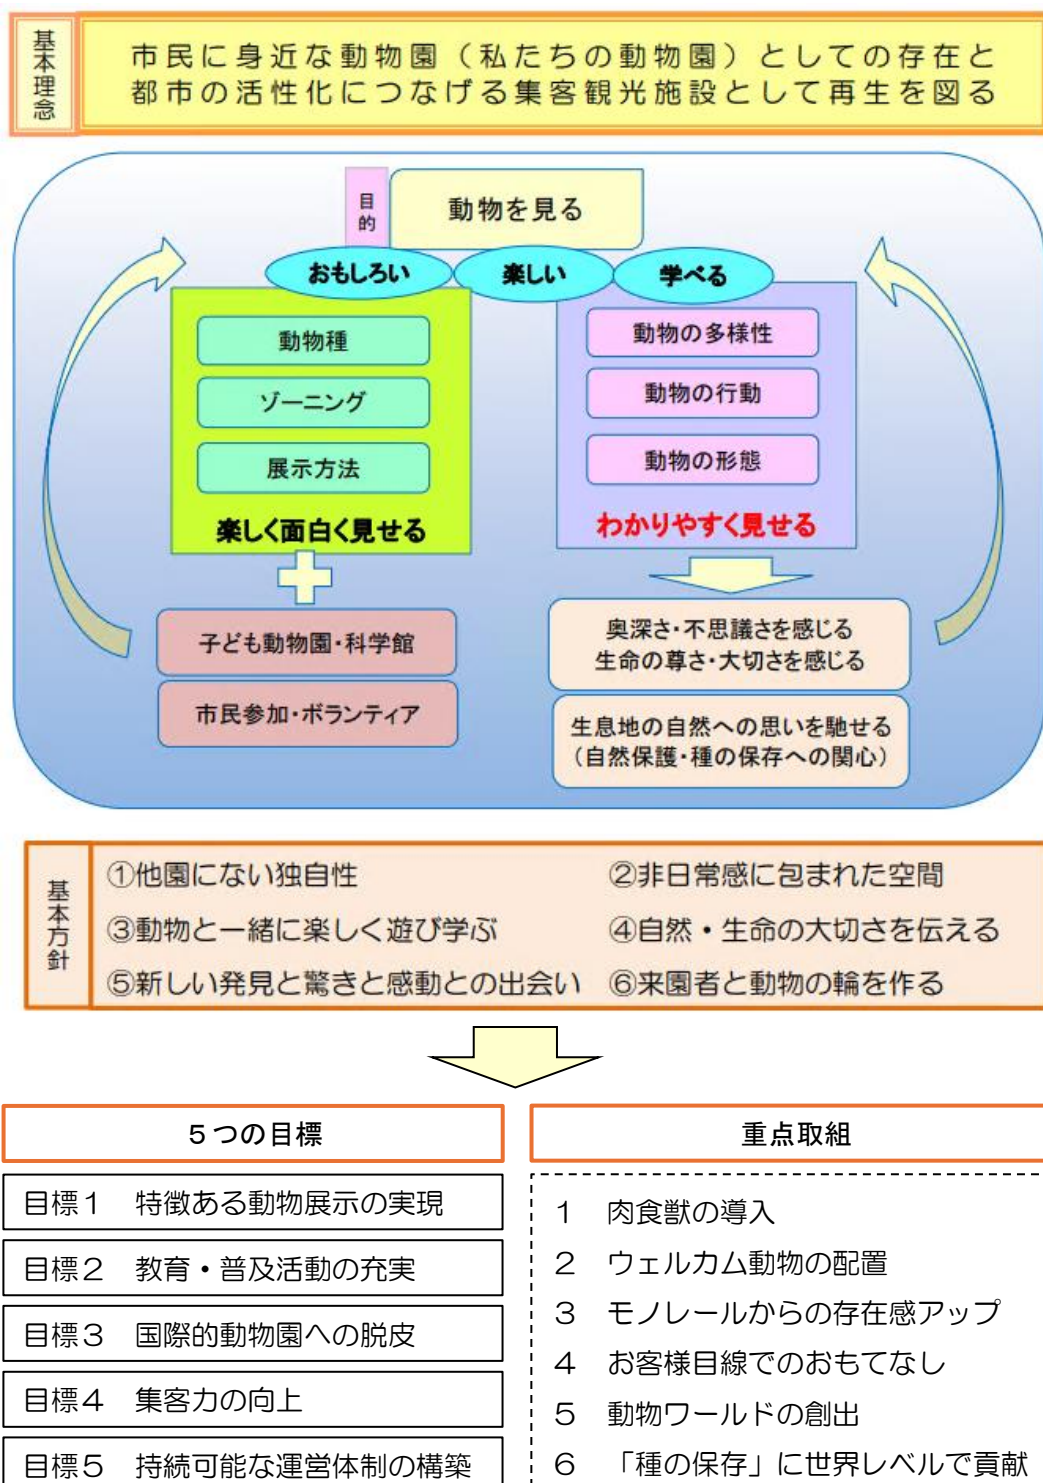 基本理念
市民に身近な動物園（私たちの動物園）としての存在と
都市の活性化につなげる集客観光施設として再生を図る
目的
動物を見る
おもしろい
楽しい
学べる
動物種
ゾーニング
展示方法
楽しく面白く見せる
動物の多様性
動物の行動
動物の形態
わかりやすく見せる
子ども動物園・科学館
市民参加・ボランティア
奥深さ・不思議さを感じる
生命の尊さ・大切さを感じる
生息地の自然への思いを馳せる
（自然保護・種の保存への関心）
基本方針
①他園にない独自性
②非日常感に包まれた空間
③動物と一緒に楽しく遊び学ぶ
④自然・生命の大切さを伝える
⑤新しい発見と驚きと感動との出会い
⑥来園者と動物の輪を作る
５つの目標
目標１　特徴ある動物展示の実現
目標２　教育・普及活動の充実
目標３　国際的動物園への脱皮
目標４　集客力の向上
目標５　持続可能な運営体制の構築
重点取組
１　肉食獣の導入
２　ウェルカム動物の配置
３　モノレールからの存在感アップ
４　お客様目線でのおもてなし
５　動物ワールドの創出
６　「種の保存」に世界レベルで貢献